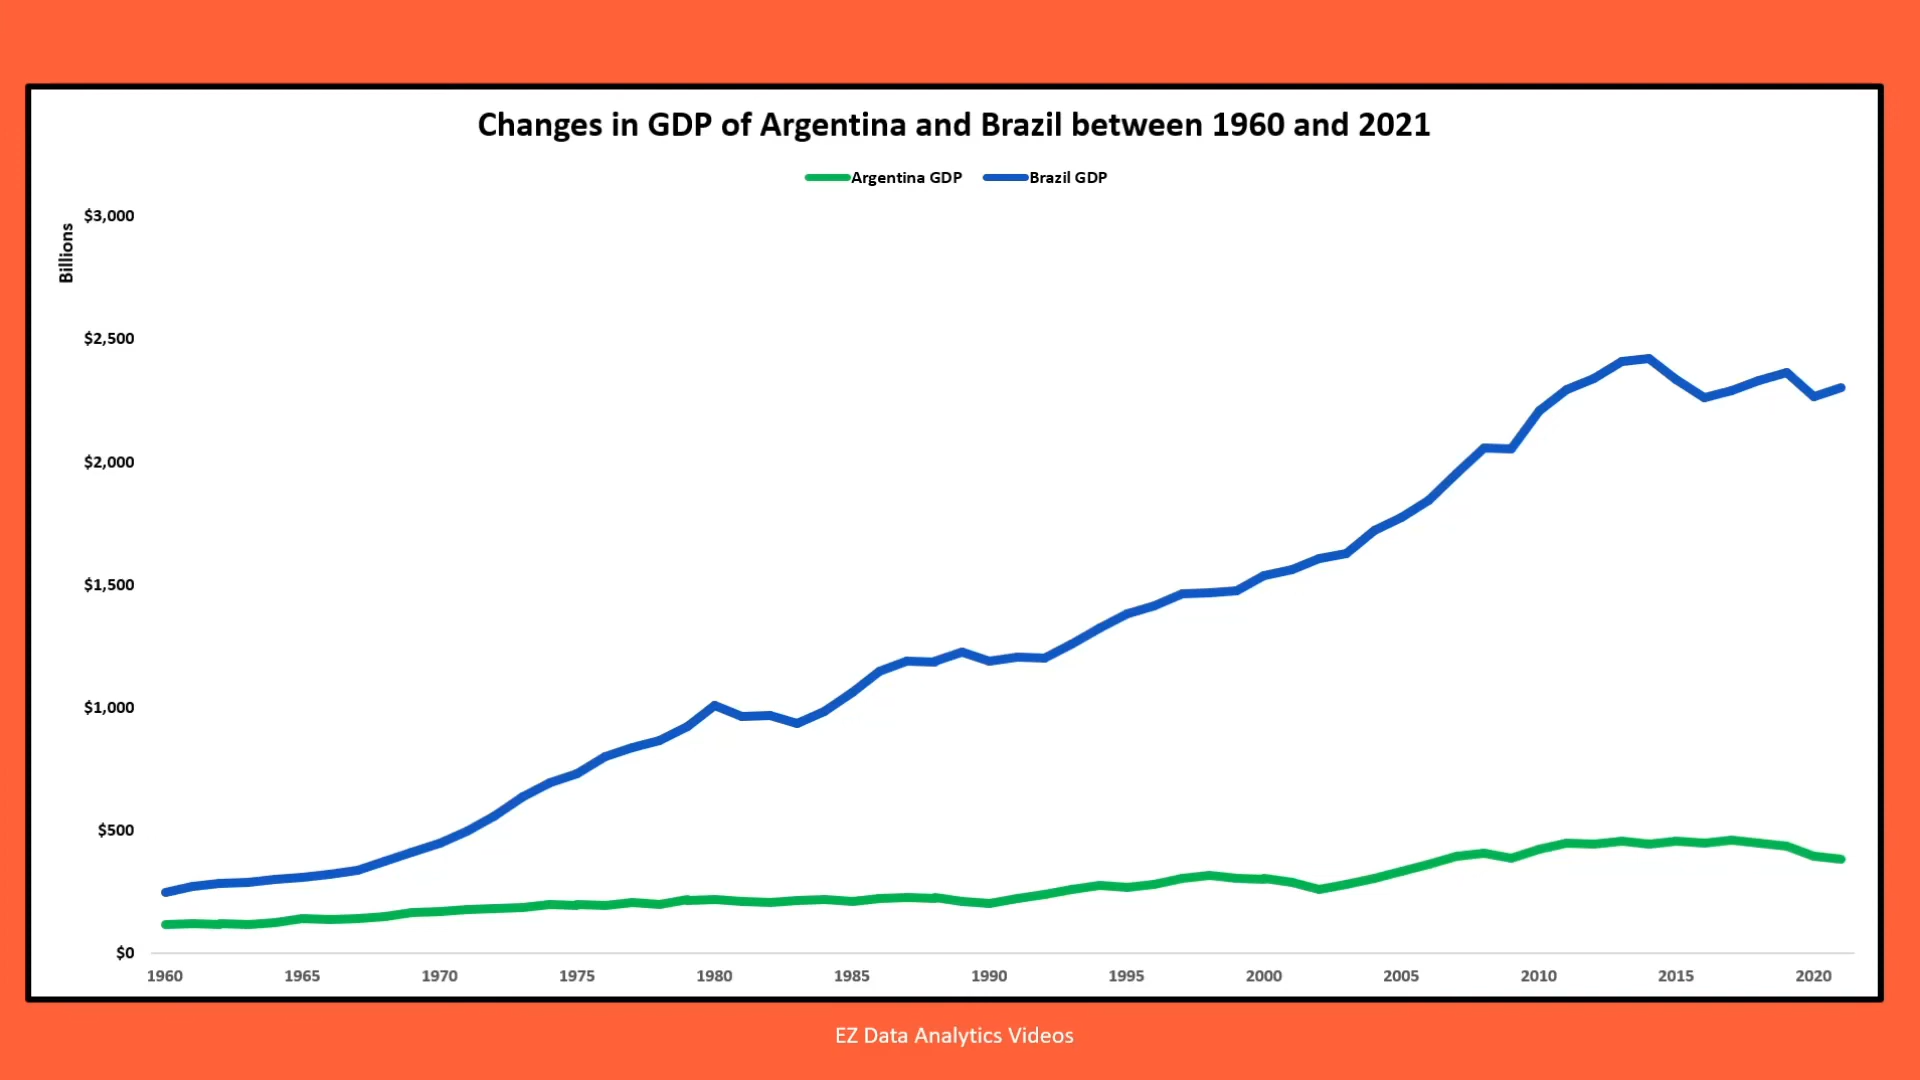 Changes in GDP of Argentina and Brazil between 1960 and 2021
Argentina GDP Brazil GDP
Billions
$3,000
$2,500
$2,000
$1,500
$1,000
$500
$0
1960 1965 1970 1975 1980 1985 1990 1995 2000 2005 2010 2015 2020
EZ Data Analytics Videos